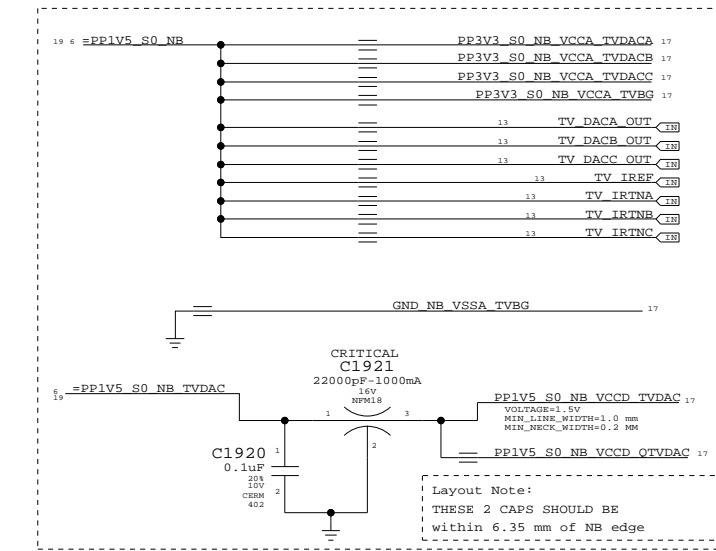 19 6 =PP1V5_S0_NB
PP3V3_S0_NB_VCCA_TVDACA 17
PP3V3_S0_NB_VCCA_TVDACB 17
PP3V3_S0_NB_VCCA_TVDACC 17
PP3V3_S0_NB_VCCA_TVBG 17
13 TV_DACA_OUT IN
13 TV_DACB_OUT IN
13 TV_DACC_OUT IN
13 TV_IREF IN
13 TV_IRTNA IN
13 TV_IRTNB IN
13 TV_IRTNC IN
GND_NB_VSSA_TVBG 17
CRITICAL
C1921
22000pF-1000mA
16V
NFM18
6 =PP1V5_S0_NB_TVDAC
19
1 3
2
PP1V5_S0_NB_VCCD_TVDAC 17
VOLTAGE=1.5V
MIN_LINE_WIDTH=1.0 mm
MIN_NECK_WIDTH=0.2 MM
PP1V5_S0_NB_VCCD_QTVDAC 17
C1920 1
0.1uF
20%
10V 2
CERM
402
Layout Note:
THESE 2 CAPS SHOULD BE
within 6.35 mm of NB edge